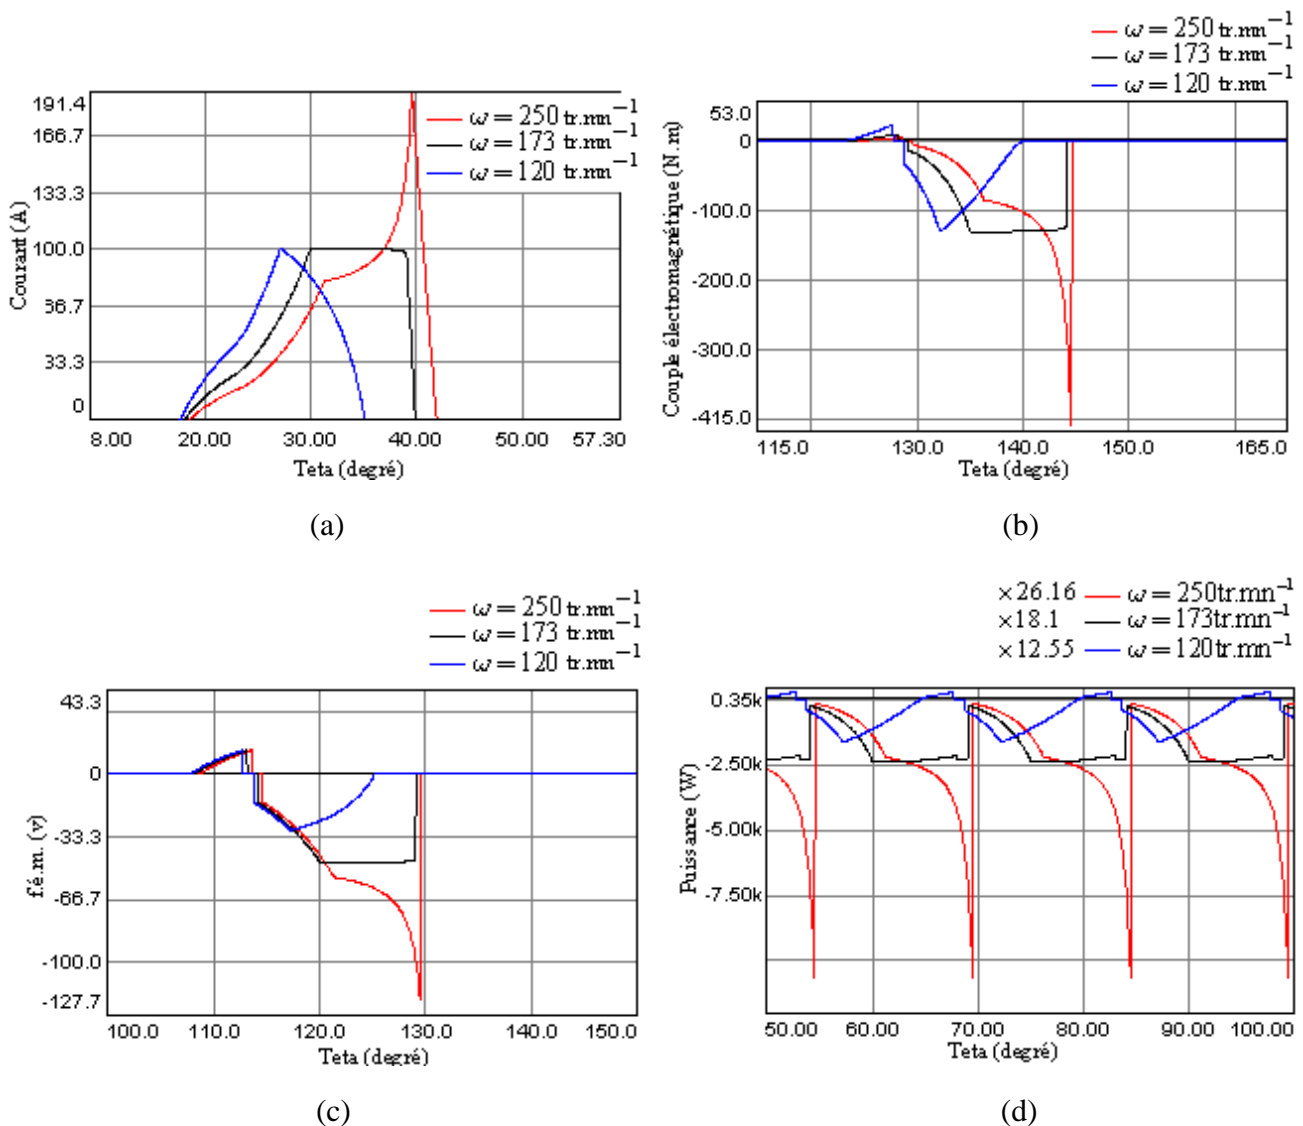 ω = 250 tr.mn⁻¹
ω = 173 tr.mn⁻¹
ω = 120 tr.mn⁻¹
191.4
166.7
133.3
100.0
36.7
33.3
0
8.00 20.00 30.00 40.00 50.00 57.30
Courant (A)
Teta (degré)
(a)
ω = 250 tr.mn⁻¹
ω = 173 tr.mn⁻¹
ω = 120 tr.mn⁻¹
53.0
0
-100.0
-200.0
-300.0
-415.0
115.0 130.0 140.0 150.0 165.0
Couple électromagnétique (N.m)
Teta (degré)
(b)
ω = 250 tr.mn⁻¹
ω = 173 tr.mn⁻¹
ω = 120 tr.mn⁻¹
43.3
0
-33.3
-66.7
-100.0
-127.7
100.0 110.0 120.0 130.0 140.0 150.0
f.é.m. (v)
Teta (degré)
(c)
×26.16 ω = 250tr.mn⁻¹
×18.1 ω = 173tr.mn⁻¹
×12.55 ω = 120tr.mn⁻¹
0.35k
-2.50k
-5.00k
-7.50k
50.00 60.00 70.00 80.00 90.00 100.00
Puissance (W)
Teta (degré)
(d)